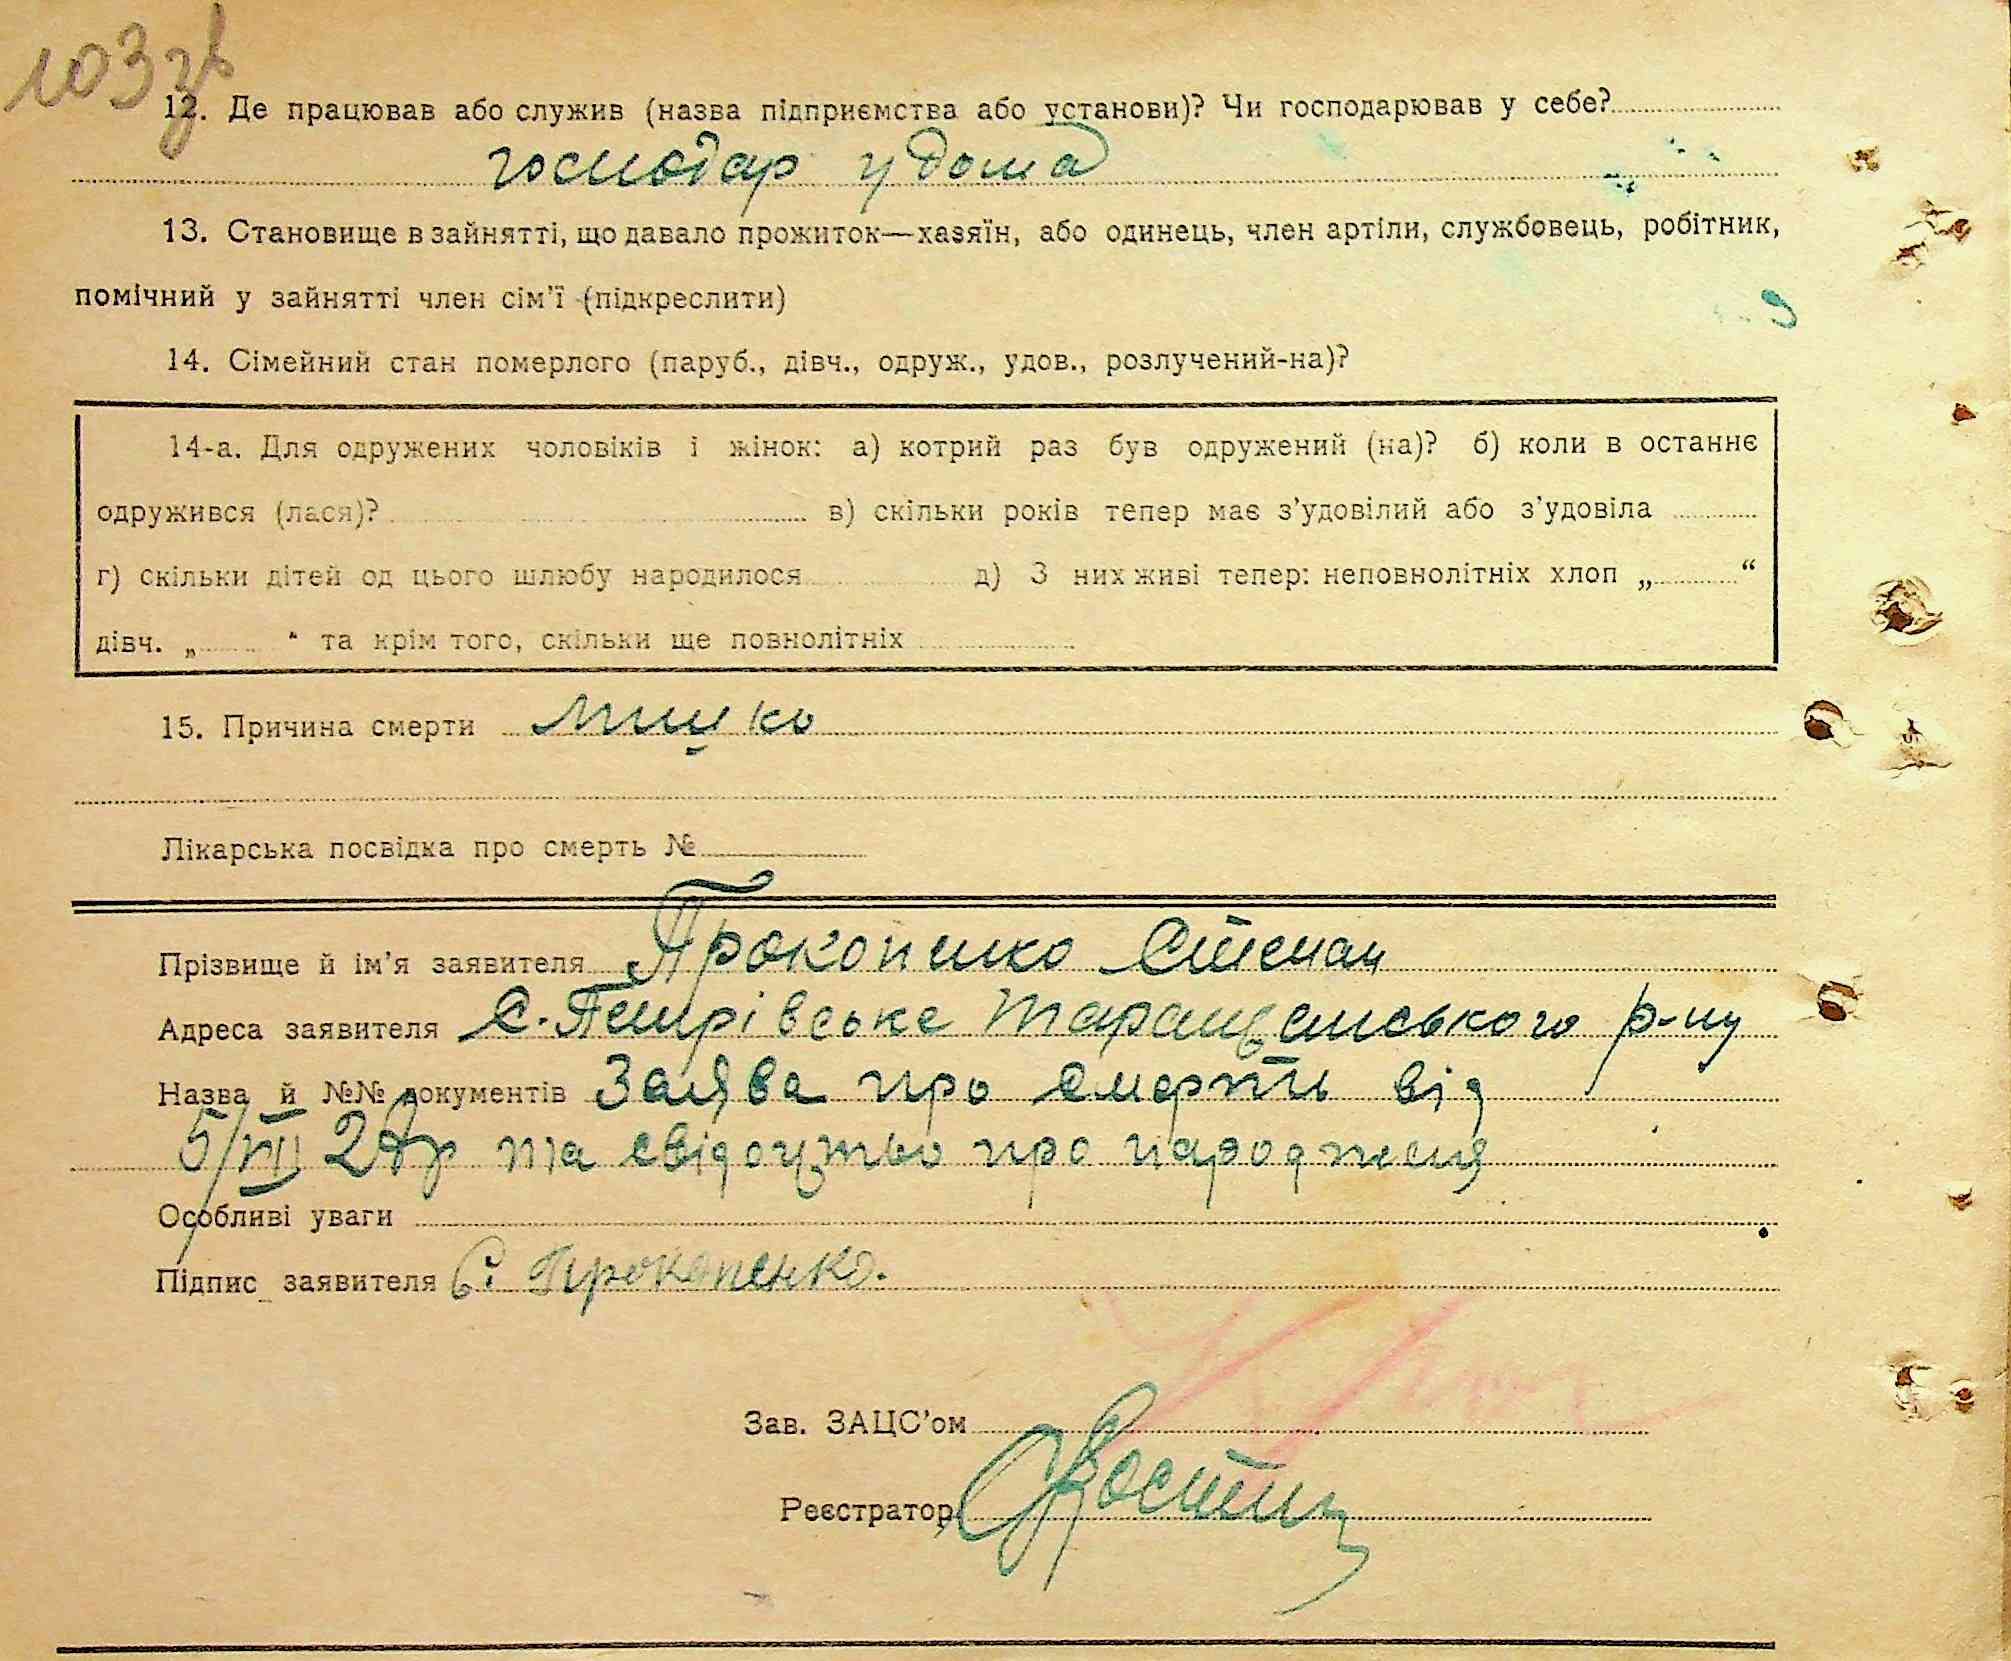 103 зв
12. Де працював або служив (назва підприємства або установи)? Чи господарював у себе?
господар у дома
13. Становище в зайнятті, що давало прожиток—хазяїн, або одинець, член артіли, службовець, робітник,
помічний у зайнятті член сім'ї (підкреслити)
14. Сімейний стан померлого (паруб., дівч., одруж., удов., розлучений-на)?
14-а. Для одружених чоловіків і жінок: а) котрий раз був одружений (на)? б) коли в останнє
одружився (лася)? в) скільки років тепер має з'удовілий або з'удовіла
г) скільки дітей од цього шлюбу народилося д) З них живі тепер: неповнолітніх хлоп „ “
дівч. „ “ та крім того, скільки ще повнолітніх
15. Причина смерти
Лікарська посвідка про смерть №
Прізвище й ім'я заявителя Прокопенко Степан
Адреса заявителя с. Петрівське Таращенського р-ну
Назва й №№ документів Заява про смерть від
5/VIII 28 р та свідоцтво про народження
Особливі уваги
Підпис заявителя С. Прокопенко.
Зав. ЗАЦС'ом
Реєстратор